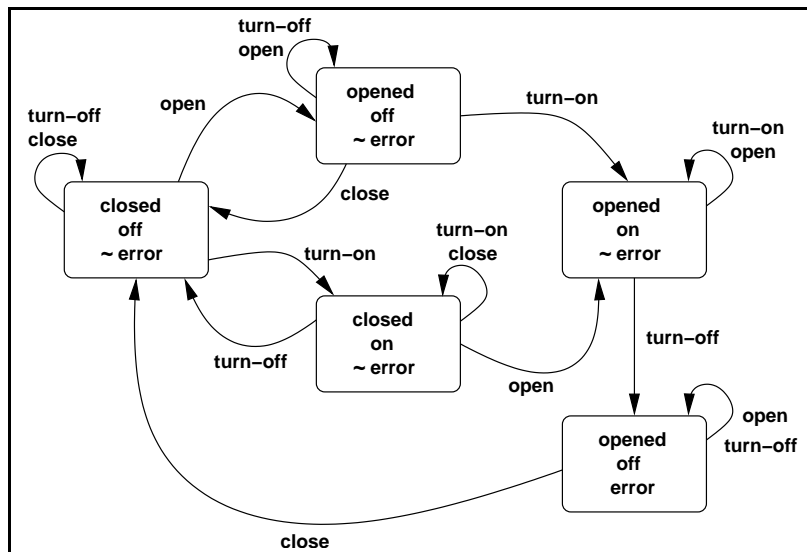 turn−off
open
opened
off
~ error
turn−on
open
turn−off
close
turn−on
open
close
closed
off
~ error
opened
on
~ error
turn−on
close
turn−on
closed
on
~ error
turn−off
turn−off
open
opened
off
error
open
turn−off
close